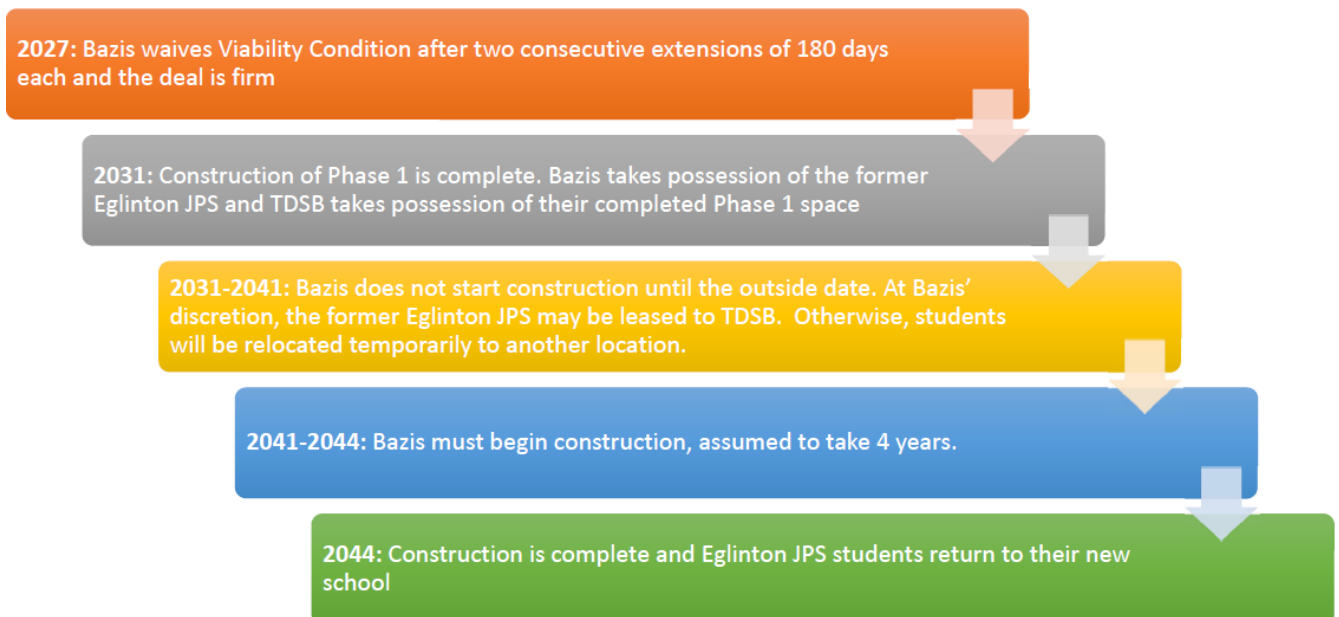 2027: Bazis waives Viability Condition after two consecutive extensions of 180 days
each and the deal is firm
2031: Construction of Phase 1 is complete. Bazis takes possession of the former
Eglinton JPS and TDSB takes possession of their completed Phase 1 space
2031-2041: Bazis does not start construction until the outside date. At Bazis’
discretion, the former Eglinton JPS may be leased to TDSB.  Otherwise, students
will be relocated temporarily to another location.
2041-2044: Bazis must begin construction, assumed to take 4 years.
2044: Construction is complete and Eglinton JPS students return to their new
school